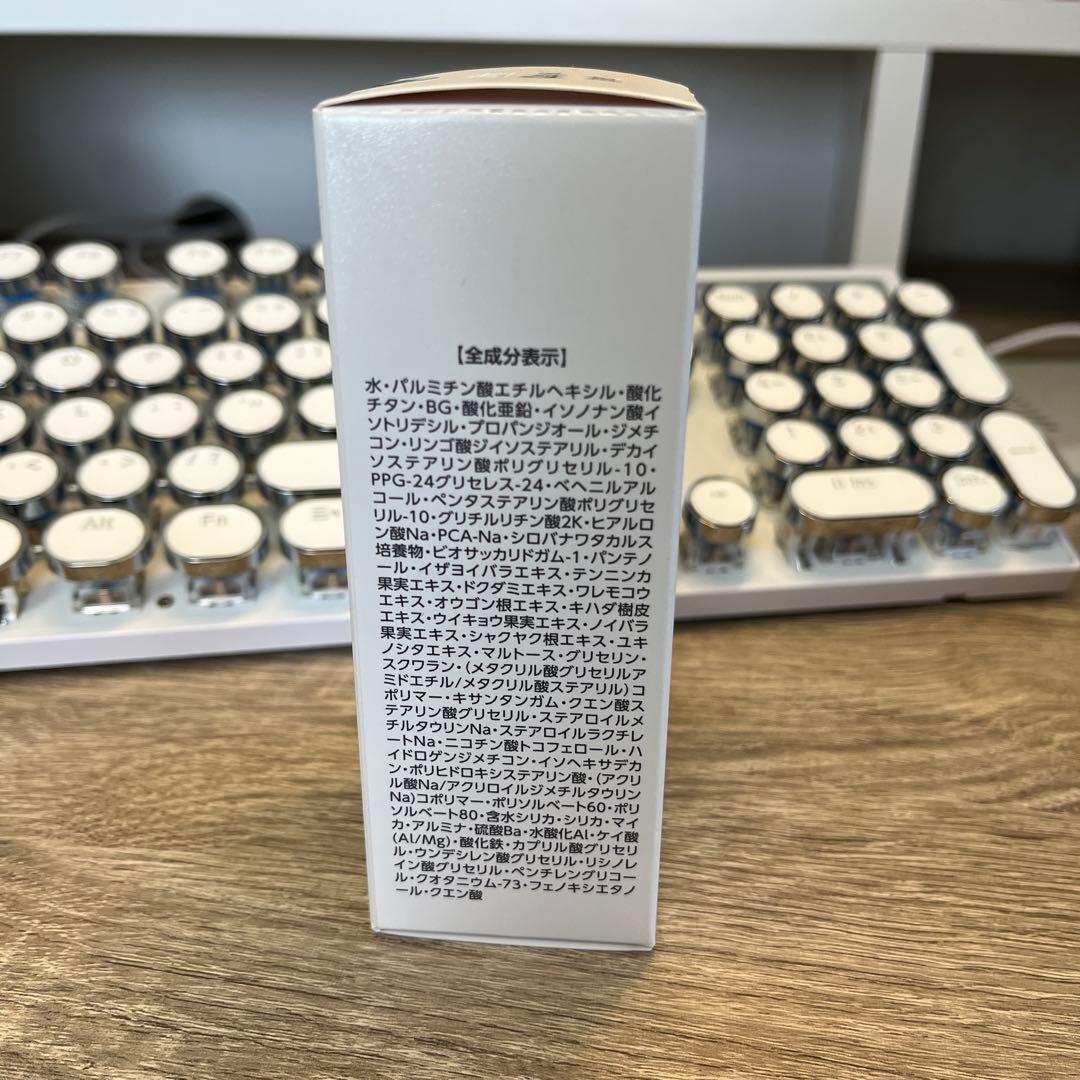 【全成分表示】
水・パルミチン酸エチルヘキシル・酸化
チタン・BG・酸化亜鉛・イソノナン酸イ
ソトリデシル・プロパンジオール・ジメチ
コン・リンゴ酸ジイソステアリル・デカイ
ソステアリン酸ポリグリセリル-10・
PPG-24グリセレス-24・ベヘニルアル
コール・ペンタステアリン酸ポリグリセ
リル-10・グリチルリチン酸2K・ヒアルロ
ン酸Na・PCA-Na・シロバナワタカルス
培養物・ビオサッカリドガム-1・パンテノ
ール・イザヨイバラエキス・テンニンカ
果実エキス・ドクダミエキス・ワレモコウ
エキス・オウゴン根エキス・キハダ樹皮
エキス・ウイキョウ果実エキス・ノイバラ
果実エキス・シャクヤク根エキス・ユキ
ノシタエキス・マルトース・グリセリン・
スクワラン・(メタクリル酸グリセリルア
ミドエチル/メタクリル酸ステアリル)コ
ポリマー・キサンタンガム・クエン酸ス
テアリン酸グリセリル・ステアロイルメ
チルタウリンNa・ステアロイルラクチレ
ートNa・ニコチン酸トコフェロール・ハ
イドロゲンジメチコン・イソヘキサデカ
ン・ポリヒドロキシステアリン酸・(アクリ
ル酸Na/アクリロイルジメチルタウリン
Na)コポリマー・ポリソルベート60・ポリ
ソルベート80・含水シリカ・シリカ・マイ
カ・アルミナ・硫酸Ba・水酸化Al・ケイ酸
(Al/Mg)・酸化鉄・カプリル酸グリセリ
ル・ウンデシレン酸グリセリル・リシノレ
イン酸グリセリル・ペンチレングリコー
ル・クオタニウム-73・フェノキシエタノ
ール・クエン酸
Alt
Fn